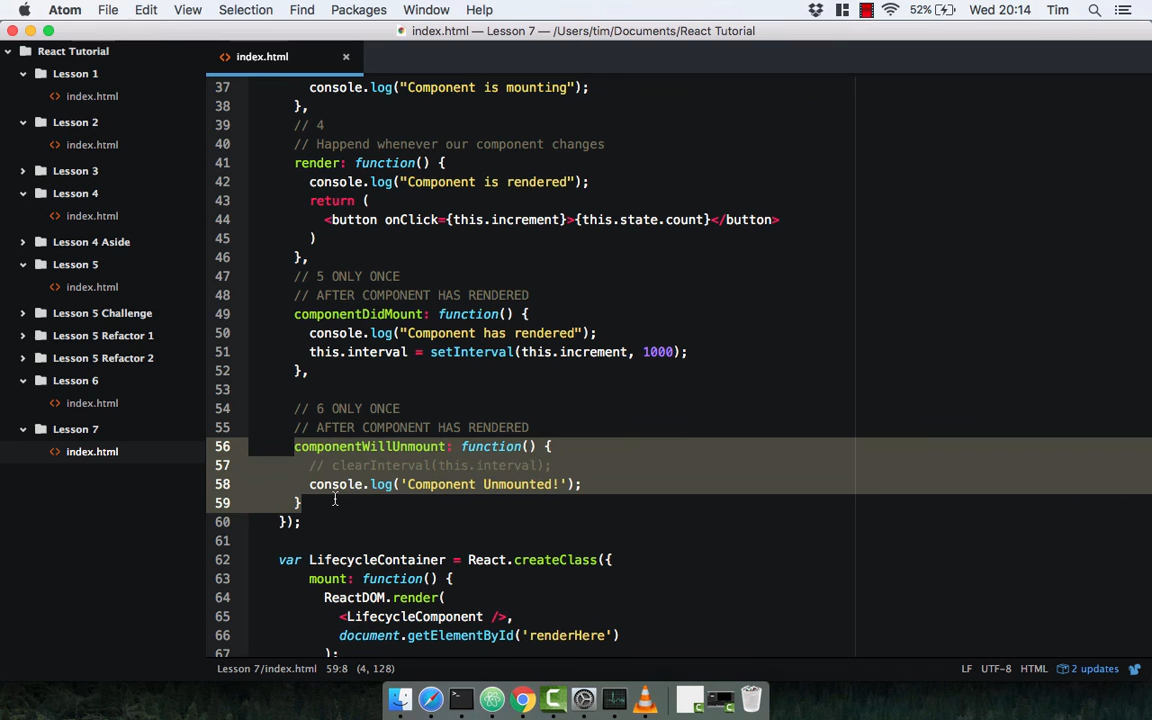 Atom File Edit View Selection Find Packages Window Help 52% Wed 20:14 Tim
index.html — Lesson 7 — /Users/tim/Documents/React Tutorial
React Tutorial
Lesson 1
index.html
Lesson 2
index.html
Lesson 3
Lesson 4
index.html
Lesson 4 Aside
Lesson 5
index.html
Lesson 5 Challenge
Lesson 5 Refactor 1
Lesson 5 Refactor 2
Lesson 6
index.html
Lesson 7
index.html
index.html ×
37 console.log("Component is mounting");
38 },
39 // 4
40 // Happend whenever our component changes
41 render: function() {
42 console.log("Component is rendered");
43 return (
44 <button onClick={this.increment}>{this.state.count}</button>
45 )
46 },
47 // 5 ONLY ONCE
48 // AFTER COMPONENT HAS RENDERED
49 componentDidMount: function() {
50 console.log("Component has rendered");
51 this.interval = setInterval(this.increment, 1000);
52 },
53
54 // 6 ONLY ONCE
55 // AFTER COMPONENT HAS RENDERED
56 componentWillUnmount: function() {
57 // clearInterval(this.interval);
58 console.log('Component Unmounted!');
59 }
60 });
61
62 var LifecycleContainer = React.createClass({
63 mount: function() {
64 ReactDOM.render(
65 <LifecycleComponent />,
66 document.getElementById('renderHere')
67 );
Lesson 7/index.html 59:8 (4, 128) LF UTF-8 HTML 2 updates